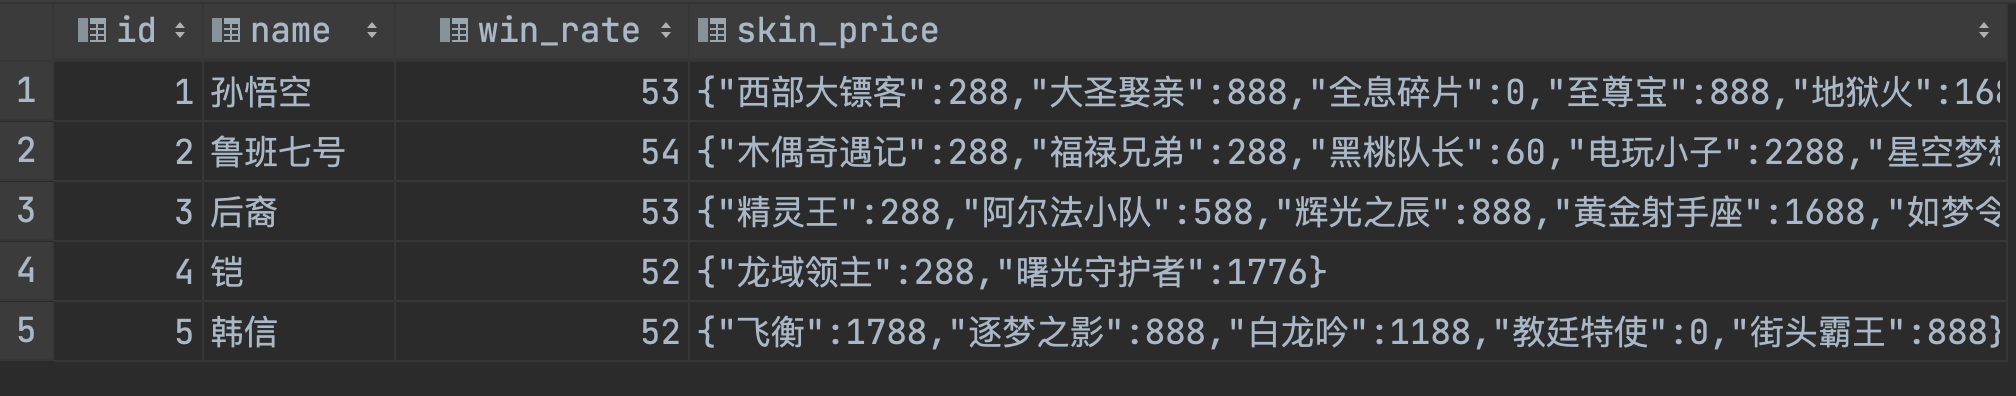 id name win_rate skin_price
1 1 孙悟空 53 {"西部大镖客":288,"大圣娶亲":888,"全息碎片":0,"至尊宝":888,"地狱火":168
2 2 鲁班七号 54 {"木偶奇遇记":288,"福禄兄弟":288,"黑桃队长":60,"电玩小子":2288,"星空梦想
3 3 后裔 53 {"精灵王":288,"阿尔法小队":588,"辉光之辰":888,"黄金射手座":1688,"如梦令
4 4 铠 52 {"龙域领主":288,"曙光守护者":1776}
5 5 韩信 52 {"飞衡":1788,"逐梦之影":888,"白龙吟":1188,"教廷特使":0,"街头霸王":888}